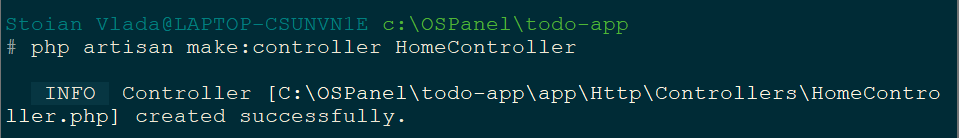 Stoian Vlada@LAPTOP-CSUNVN1E c:\OSPanel\todo-app
# php artisan make:controller HomeController
INFO Controller [C:\OSPanel\todo-app\app\Http\Controllers\HomeContro
ller.php] created successfully.